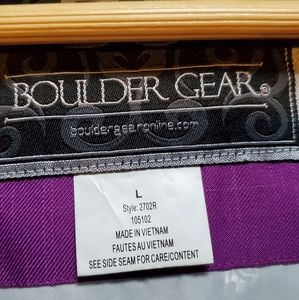 BOULDER GEAR®
bouldergearonline.com
L
Style: 2702R
105102
MADE IN VIETNAM
FAUTES AU VIETNAM
SEE SIDE SEAM FOR CARE/CONTENT